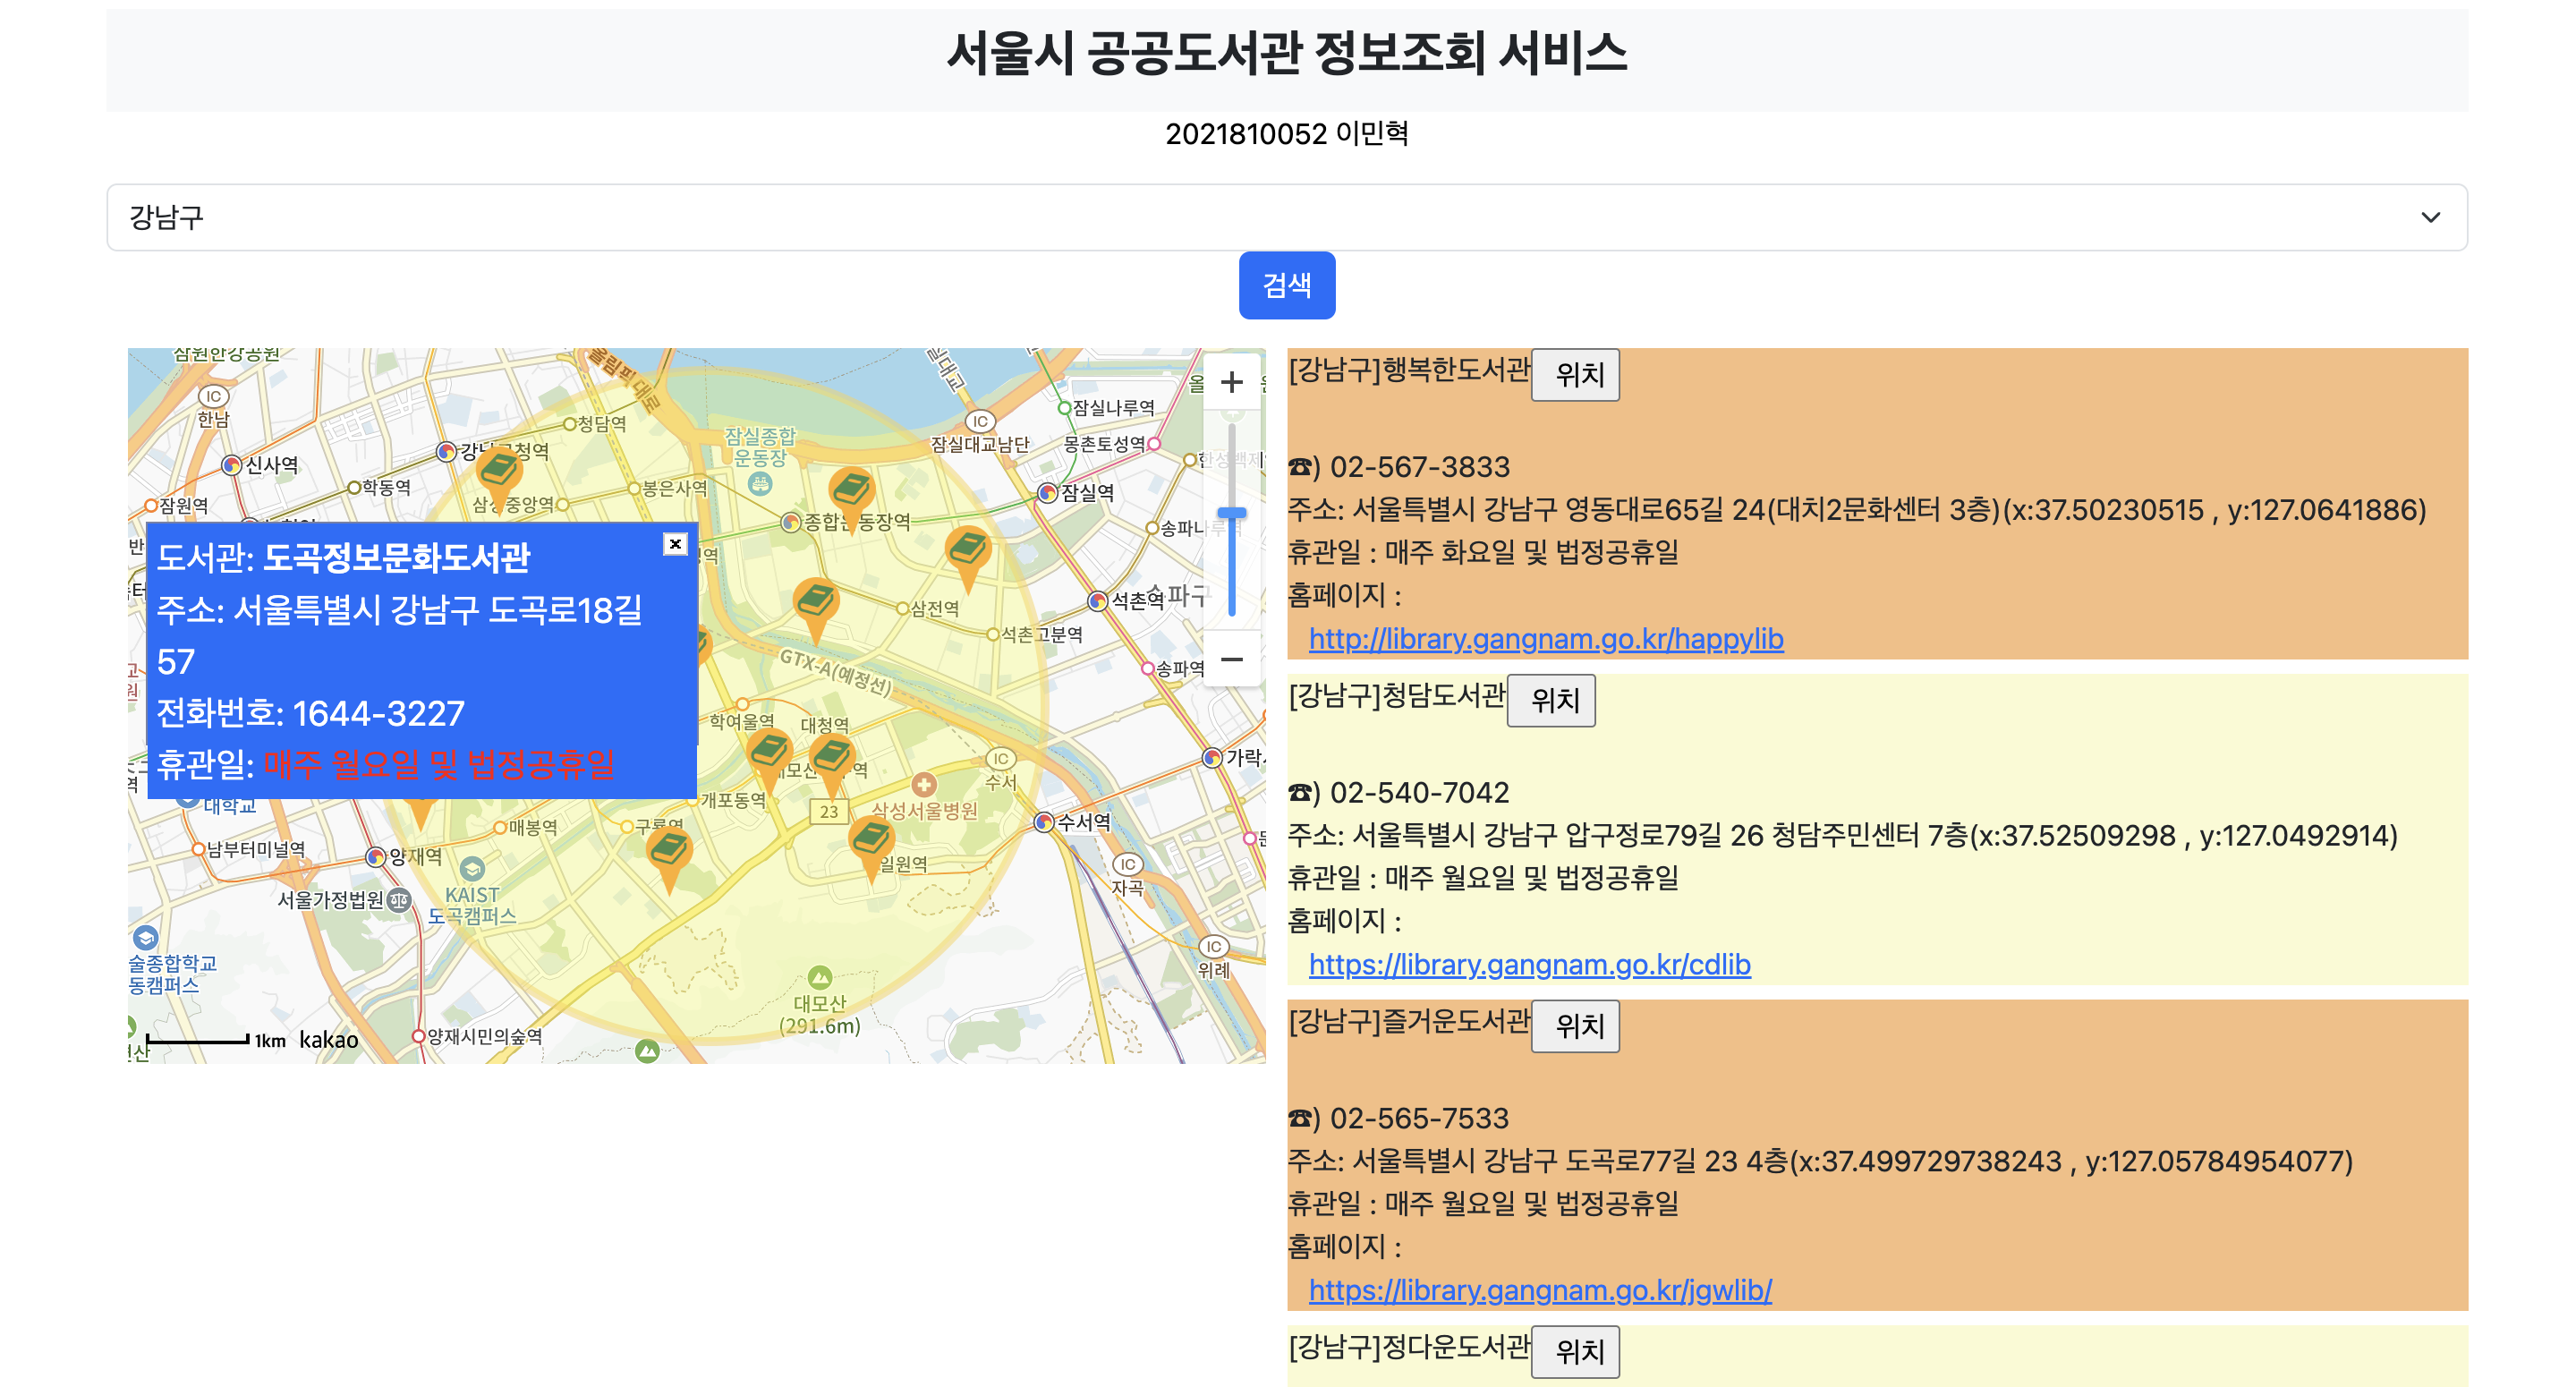 서울시 공공도서관 정보조회 서비스
2021810052 이민혁
강남구
검색
잠원한강공원
올림픽대로
IC
한남
청담역
잠실종합
운동장
IC
잠실대교남단
잠실나루역
몽촌토성역
신사역
학동역
봉은사역
잠실역
잠원역
종합운동장역
도서관: 도곡정보문화도서관
주소: 서울특별시 강남구 도곡로18길
57
전화번호: 1644-3227
휴관일: 매주 월요일 및 법정공휴일
삼전역
석촌역
송파구
석촌고분역
GTX-A(예정선)
송파역
학여울역
대청역
IC
수서
개포동역
23
삼성서울병원
대학교
매봉역
구룡역
수서역
남부터미널역
양재역
일원역
IC
자곡
서울가정법원
KAIST
도곡캠퍼스
IC
위례
술종합학교
동캠퍼스
대모산
(291.6m)
양재시민의숲역
1km kakao
[강남구]행복한도서관 위치
☎) 02-567-3833
주소: 서울특별시 강남구 영동대로65길 24(대치2문화센터 3층)(x:37.50230515 , y:127.0641886)
휴관일 : 매주 화요일 및 법정공휴일
홈페이지 :
http://library.gangnam.go.kr/happylib
[강남구]청담도서관 위치
☎) 02-540-7042
주소: 서울특별시 강남구 압구정로79길 26 청담주민센터 7층(x:37.52509298 , y:127.0492914)
휴관일 : 매주 월요일 및 법정공휴일
홈페이지 :
https://library.gangnam.go.kr/cdlib
[강남구]즐거운도서관 위치
☎) 02-565-7533
주소: 서울특별시 강남구 도곡로77길 23 4층(x:37.499729738243 , y:127.05784954077)
휴관일 : 매주 월요일 및 법정공휴일
홈페이지 :
https://library.gangnam.go.kr/jgwlib/
[강남구]정다운도서관 위치